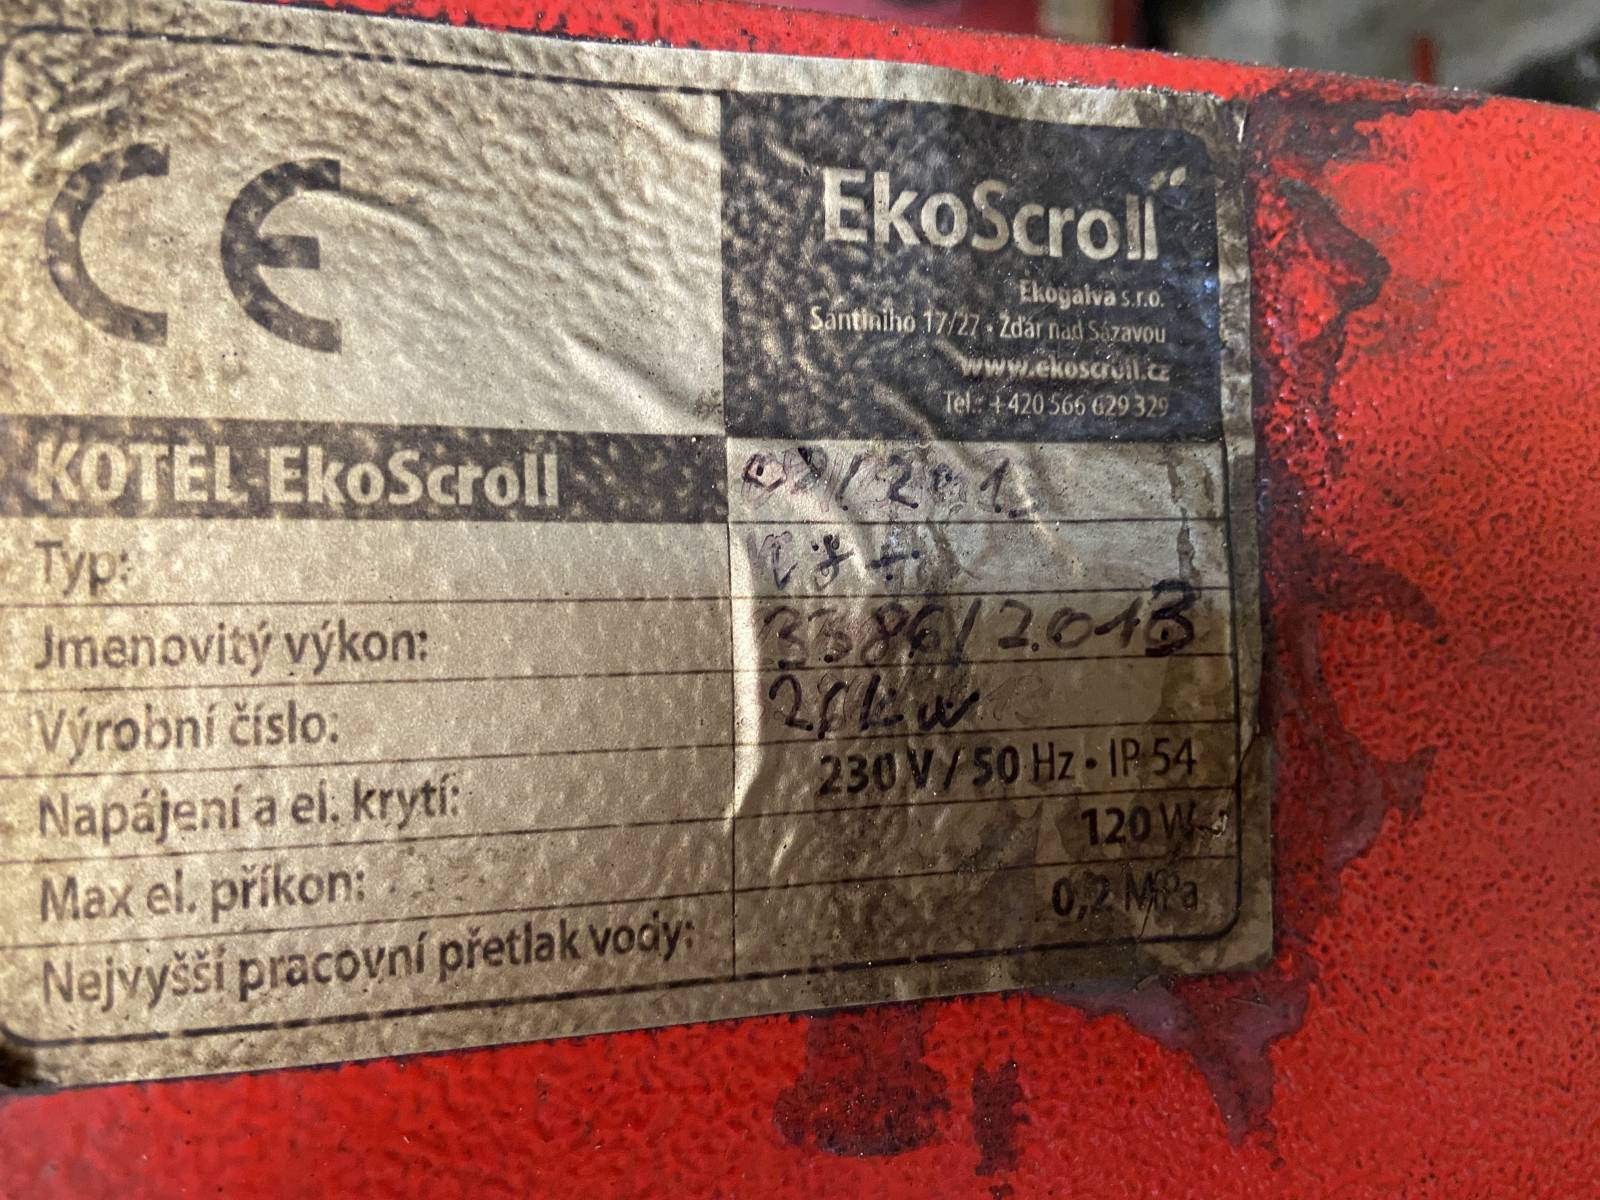 CE
EkoScroll
Ekogalva s.r.o.
Santiniho 17/27 • Žďár nad Sázavou
www.ekoscroll.cz
Tel.: +420 566 629 329
KOTEL EkoScroll
Typ:
Jmenovitý výkon: 3386/2013
Výrobní číslo:
Napájení a el. krytí: 230 V / 50 Hz • IP 54
Max el. příkon: 120 W
Nejvyšší pracovní přetlak vody: 0,2 MPa